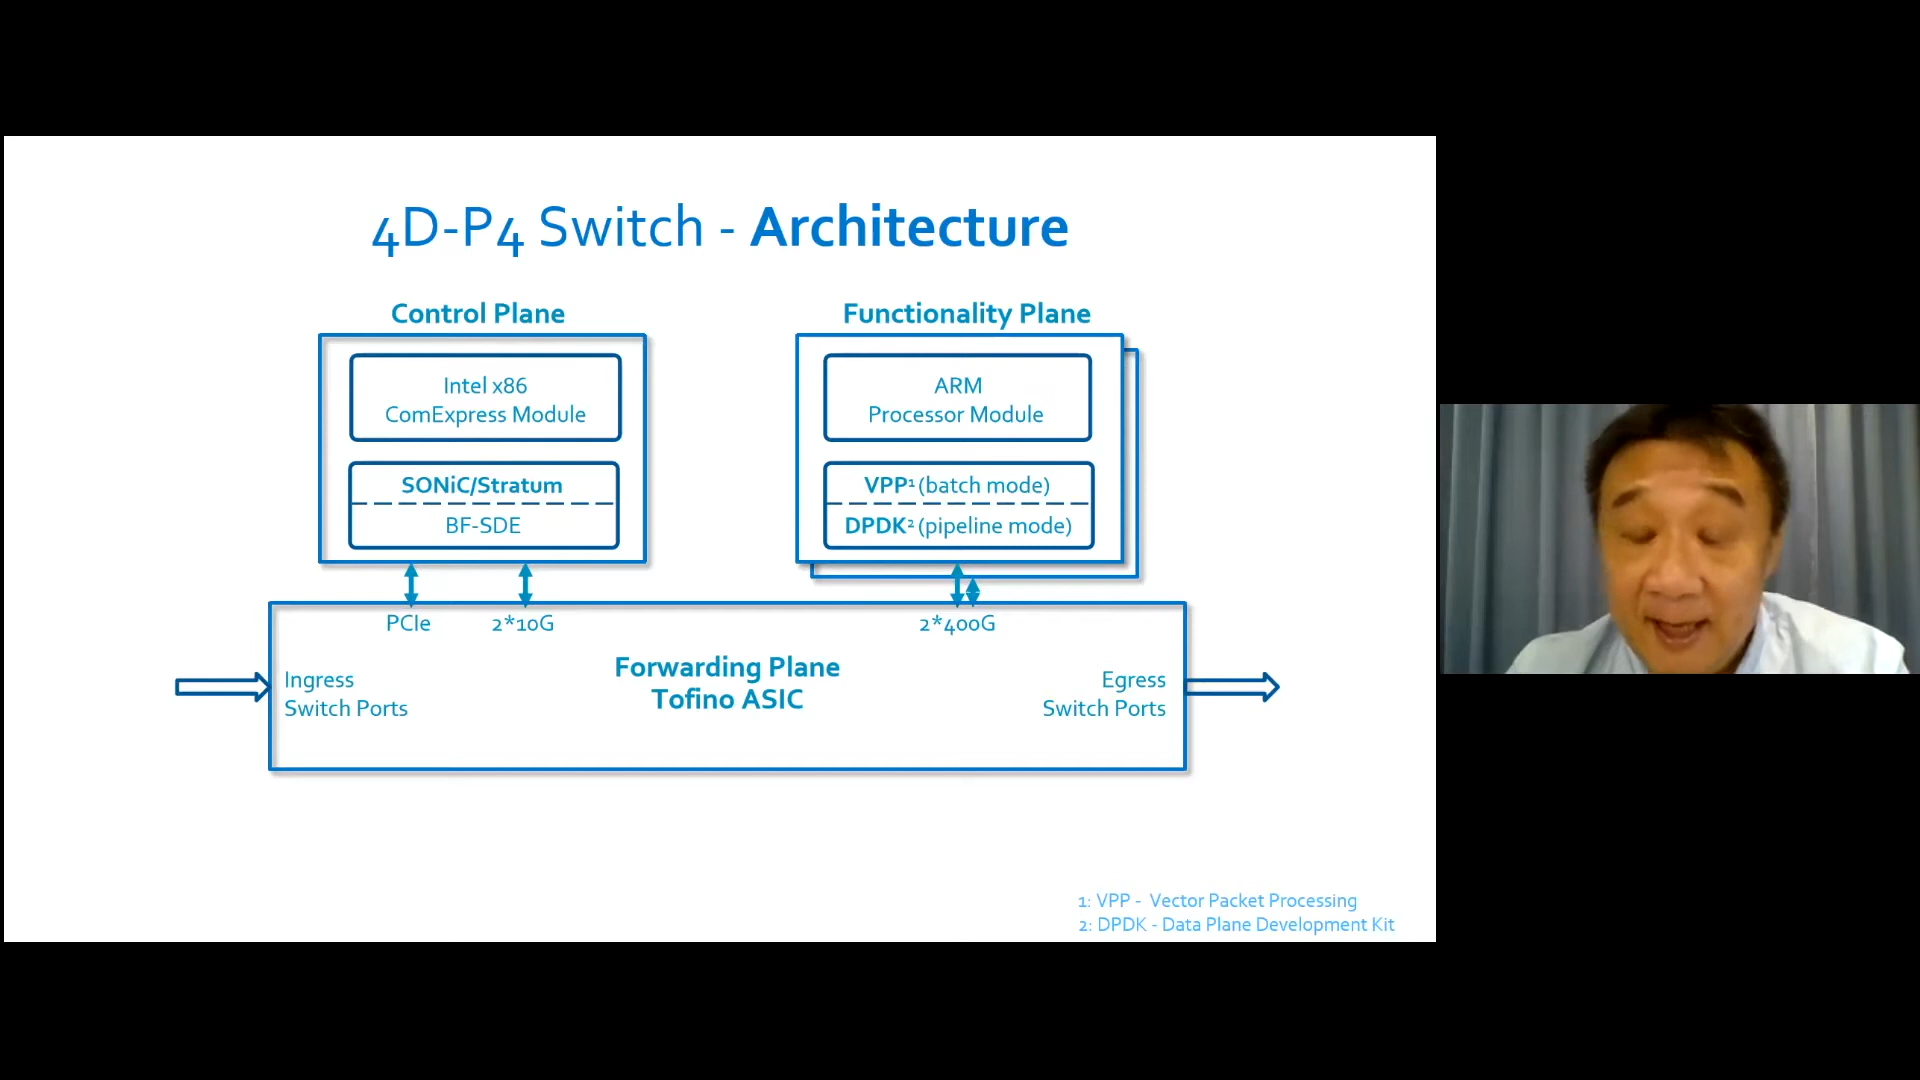 4D-P4 Switch - Architecture
Control Plane
Intel x86
ComExpress Module
SONiC/Stratum
BF-SDE
Functionality Plane
ARM
Processor Module
VPP¹ (batch mode)
DPDK² (pipeline mode)
PCIe
2*10G
2*400G
Forwarding Plane
Tofino ASIC
Ingress
Switch Ports
Egress
Switch Ports
1: VPP - Vector Packet Processing
2: DPDK - Data Plane Development Kit